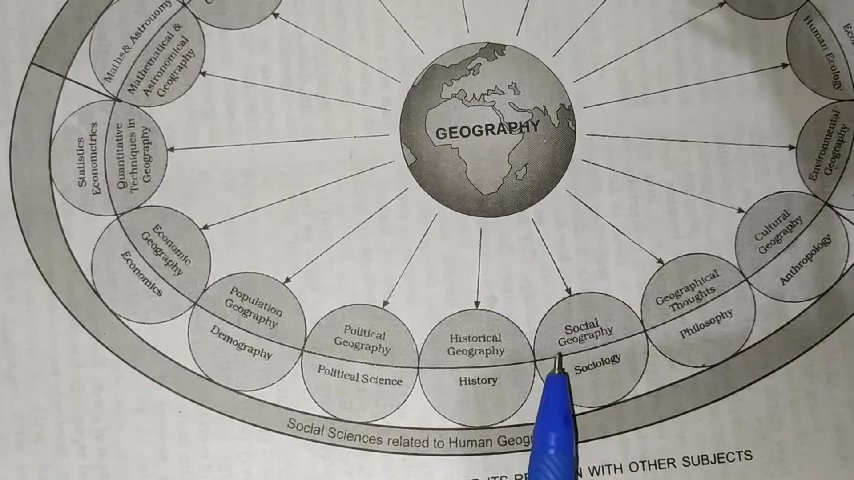 Maths & Astronomy
Mathematical &
Astronomical
Geography
Statistics
Econometrics
Quantitative
Techniques in
Geography
Economic
Geography
Economics
Population
Geography
Demography
Political
Geography
Political Science
Historical
Geography
History
Social
Geography
Sociology
Geographical
Thoughts
Philosophy
Cultural
Geography
Anthropology
Environmental
Geography
Human Ecology
GEOGRAPHY
Social Sciences related to Human
WITH OTHER SUBJECTS